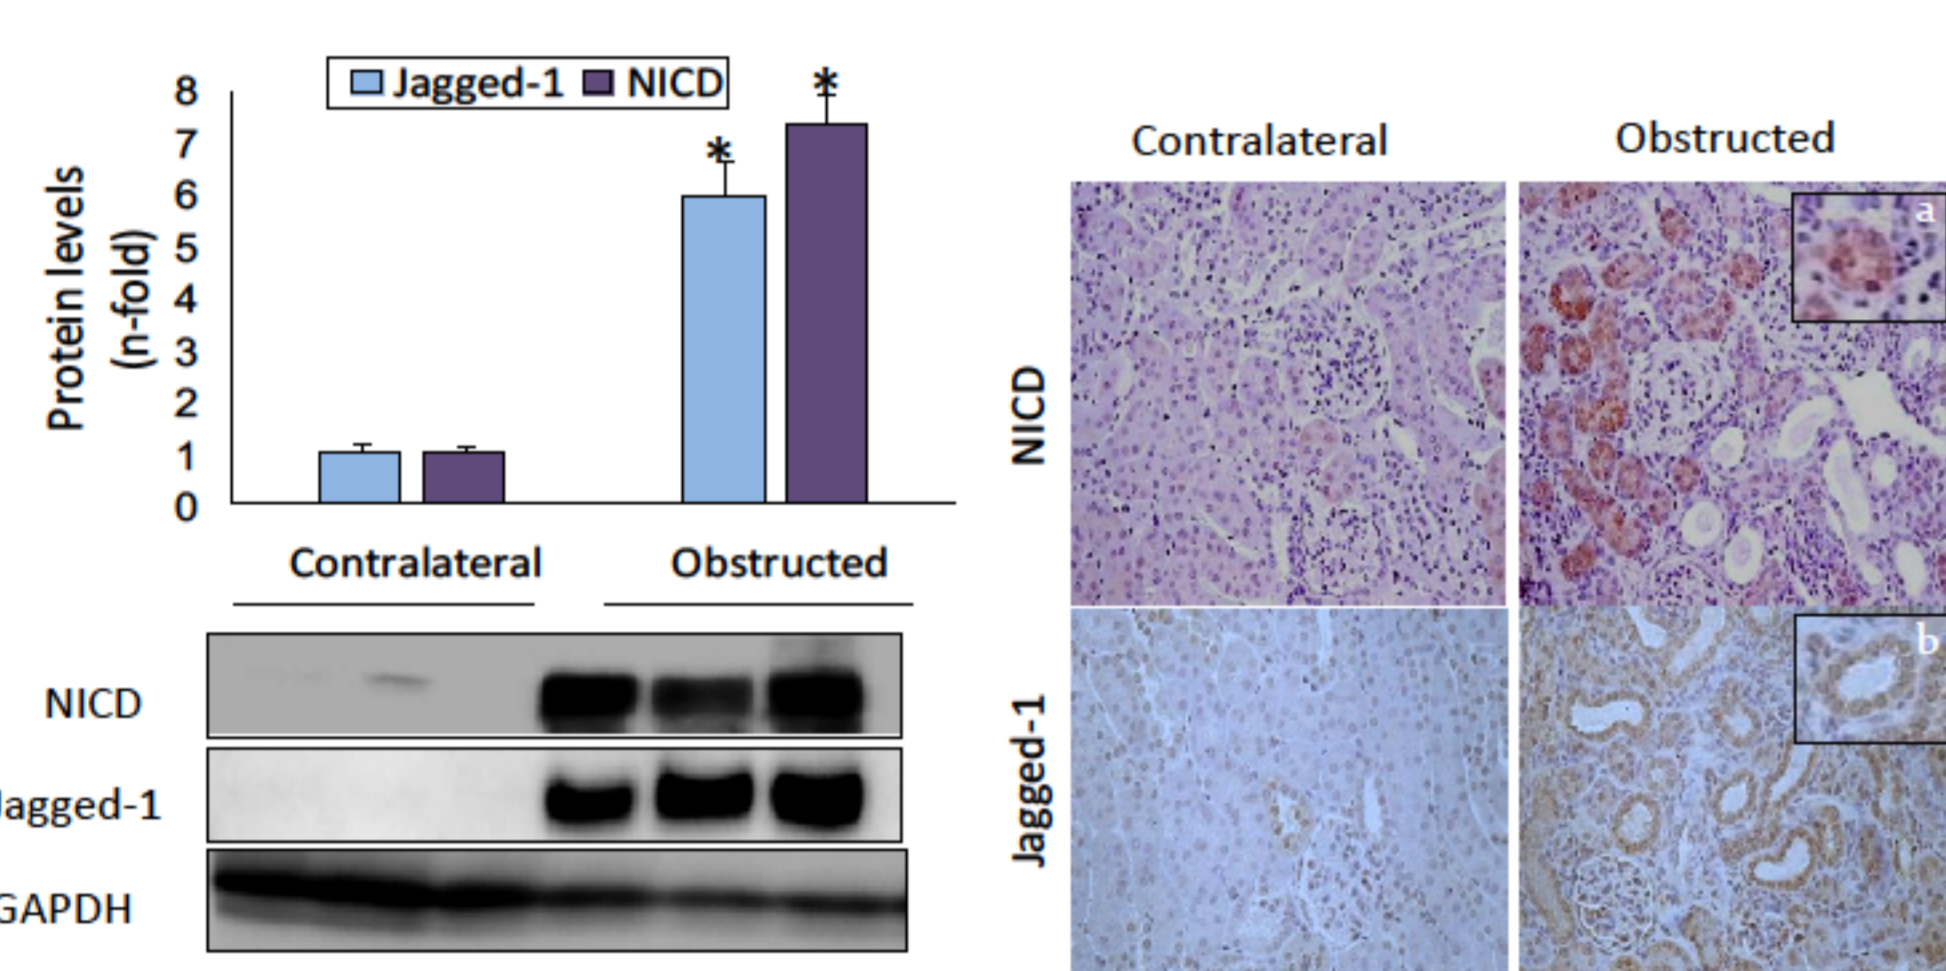 Jagged-1 NICD
8
7
6
5
4
3
2
1
0
Protein levels
(n-fold)
*
*
Contralateral Obstructed
NICD
Jagged-1
GAPDH
Contralateral Obstructed
NICD
a
Jagged-1
b